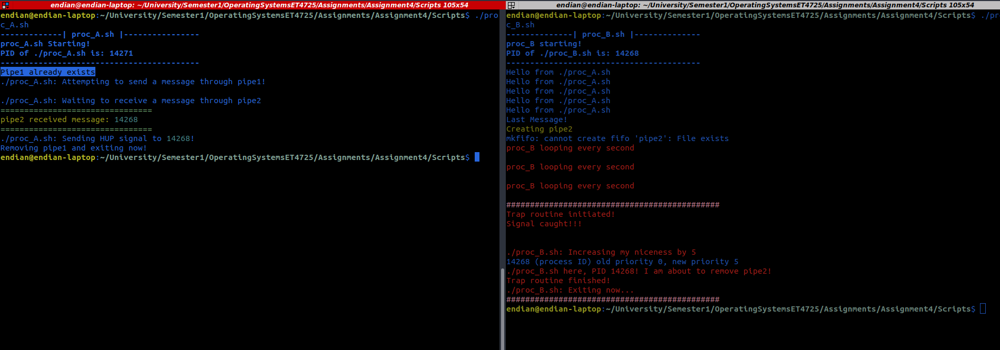 endian@endian-laptop: ~/University/Semester1/OperatingSystemsET4725/Assignments/Assignment4/Scripts 105x54
endian@endian-laptop:~/University/Semester1/OperatingSystemsET4725/Assignments/Assignment4/Scripts$ ./pro
c_A.sh
-------------| proc_A.sh |----------------
proc_A.sh Starting!
PID of ./proc_A.sh is: 14271
------------------------------------------
Pipe1 already exists
./proc_A.sh: Attempting to send a message through pipe1!
./proc_A.sh: Waiting to receive a message through pipe2
================================
pipe2 received message: 14268
================================
./proc_A.sh: Sending HUP signal to 14268!
Removing pipe1 and exiting now!
endian@endian-laptop:~/University/Semester1/OperatingSystemsET4725/Assignments/Assignment4/Scripts$
endian@endian-laptop: ~/University/Semester1/OperatingSystemsET4725/Assignments/Assignment4/Scripts 105x54
endian@endian-laptop:~/University/Semester1/OperatingSystemsET4725/Assignments/Assignment4/Scripts$ ./pr
c_B.sh
--------------| proc_B.sh |--------------
proc_B starting!
PID of ./proc_B.sh is: 14268
-----------------------------------------
Hello from ./proc_A.sh
Hello from ./proc_A.sh
Hello from ./proc_A.sh
Hello from ./proc_A.sh
Hello from ./proc_A.sh
Last Message!
Creating pipe2
mkfifo: cannot create fifo 'pipe2': File exists
proc_B looping every second
proc_B looping every second
proc_B looping every second
#############################################
Trap routine initiated!
Signal caught!!!
./proc_B.sh: Increasing my niceness by 5
14268 (process ID) old priority 0, new priority 5
./proc_B.sh here, PID 14268! I am about to remove pipe2!
Trap routine finished!
./proc_B.sh: Exiting now...
#############################################
endian@endian-laptop:~/University/Semester1/OperatingSystemsET4725/Assignments/Assignment4/Scripts$